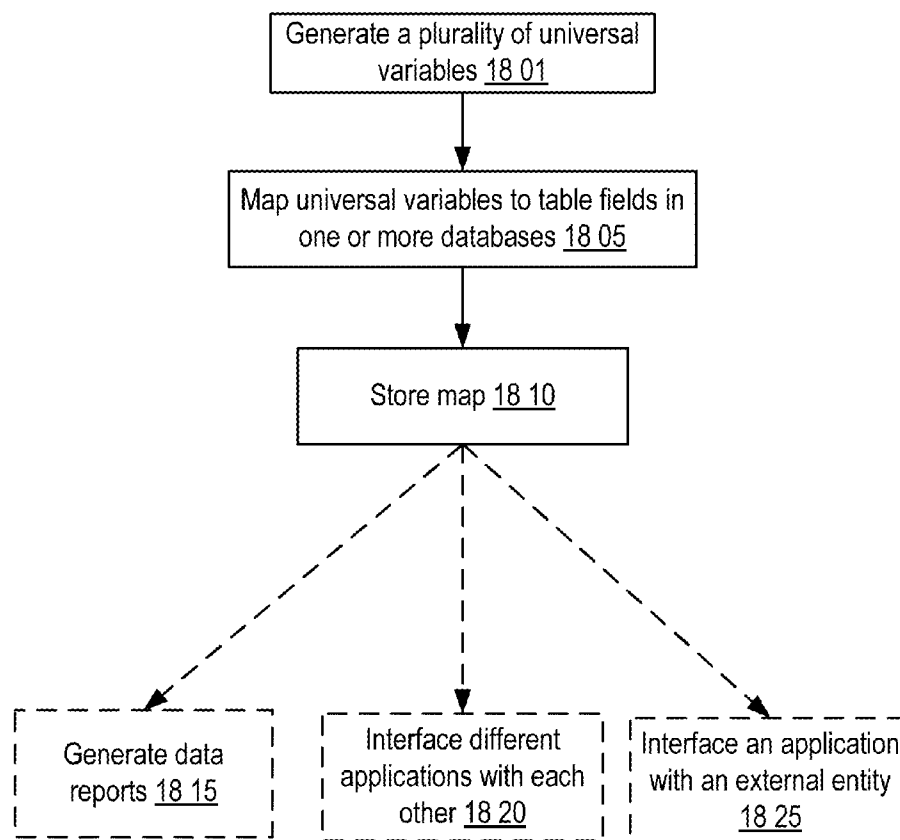 Generate a plurality of universal
variables 18 01
Map universal variables to table fields in
one or more databases 18 05
Store map 18 10
Generate data
reports 18 15
Interface different
applications with each
other 18 20
Interface an application
with an external entity
18 25